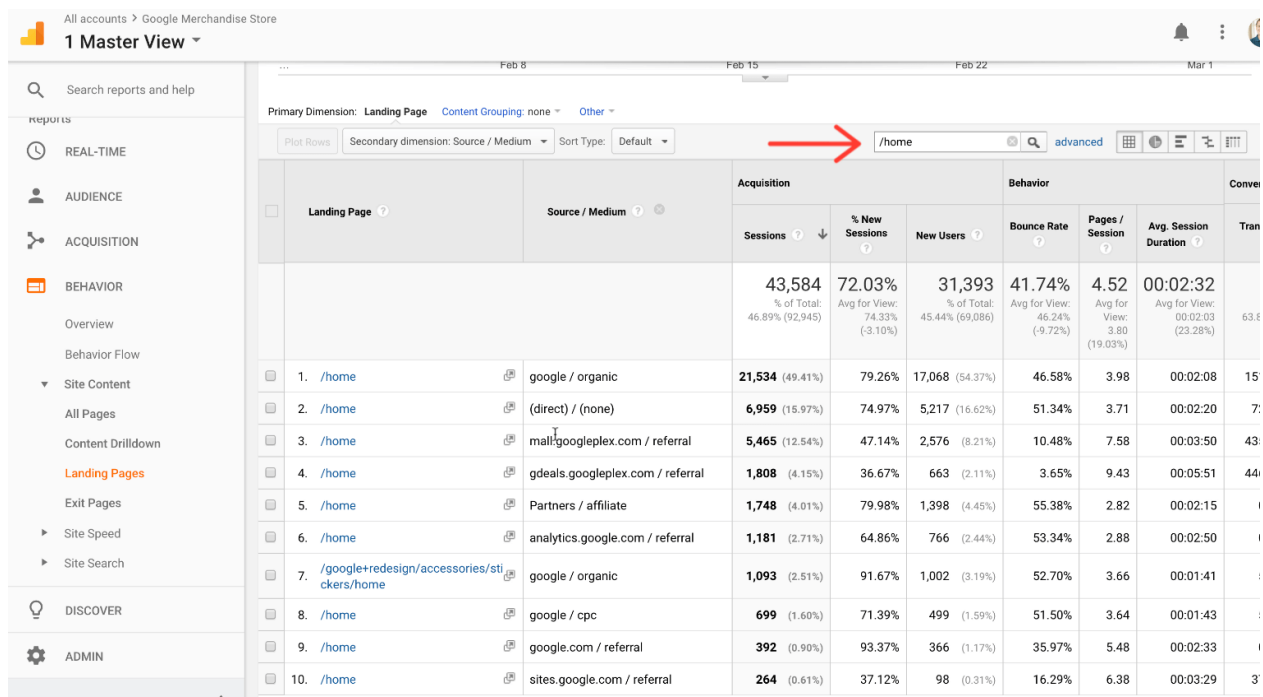 All accounts > Google Merchandise Store
1 Master View
Search reports and help
Reports
REAL-TIME
AUDIENCE
ACQUISITION
BEHAVIOR
Overview
Behavior Flow
Site Content
All Pages
Content Drilldown
Landing Pages
Exit Pages
Site Speed
Site Search
DISCOVER
ADMIN
... Feb 8 Feb 15 Feb 22 Mar 1
Primary Dimension: Landing Page Content Grouping: none Other
Plot Rows Secondary dimension: Source / Medium Sort Type: Default /home advanced
Acquisition Behavior Conver
Landing Page ? Source / Medium ?
Sessions ? % New Sessions ? New Users ? Bounce Rate ? Pages / Session ? Avg. Session Duration ? Tran
43,584 72.03% 31,393 41.74% 4.52 00:02:32
% of Total: 46.89% (92,945) Avg for View: 74.33% (-3.10%) % of Total: 45.44% (69,086) Avg for View: 46.24% (-9.72%) Avg for View: 3.80 (19.03%) Avg for View: 00:02:03 (23.28%) 63.8
1. /home google / organic 21,534 (49.41%) 79.26% 17,068 (54.37%) 46.58% 3.98 00:02:08 15
2. /home (direct) / (none) 6,959 (15.97%) 74.97% 5,217 (16.62%) 51.34% 3.71 00:02:20
3. /home mall.googleplex.com / referral 5,465 (12.54%) 47.14% 2,576 (8.21%) 10.48% 7.58 00:03:50 43
4. /home gdeals.googleplex.com / referral 1,808 (4.15%) 36.67% 663 (2.11%) 3.65% 9.43 00:05:51 44
5. /home Partners / affiliate 1,748 (4.01%) 79.98% 1,398 (4.45%) 55.38% 2.82 00:02:15
6. /home analytics.google.com / referral 1,181 (2.71%) 64.86% 766 (2.44%) 53.34% 2.88 00:02:50
7. /google+redesign/accessories/sti
ckers/home google / organic 1,093 (2.51%) 91.67% 1,002 (3.19%) 52.70% 3.66 00:01:41
8. /home google / cpc 699 (1.60%) 71.39% 499 (1.59%) 51.50% 3.64 00:01:43
9. /home google.com / referral 392 (0.90%) 93.37% 366 (1.17%) 35.97% 5.48 00:02:33
10. /home sites.google.com / referral 264 (0.61%) 37.12% 98 (0.31%) 16.29% 6.38 00:03:29